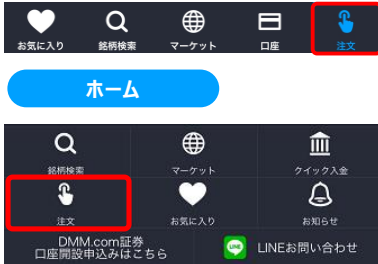 お気に入り 銘柄検索 マーケット 口座 注文
ホーム
銘柄検索 マーケット クイック入金
注文 お気に入り お知らせ
DMM.com証券
口座開設申込みはこちら
LINE LINEお問い合わせ